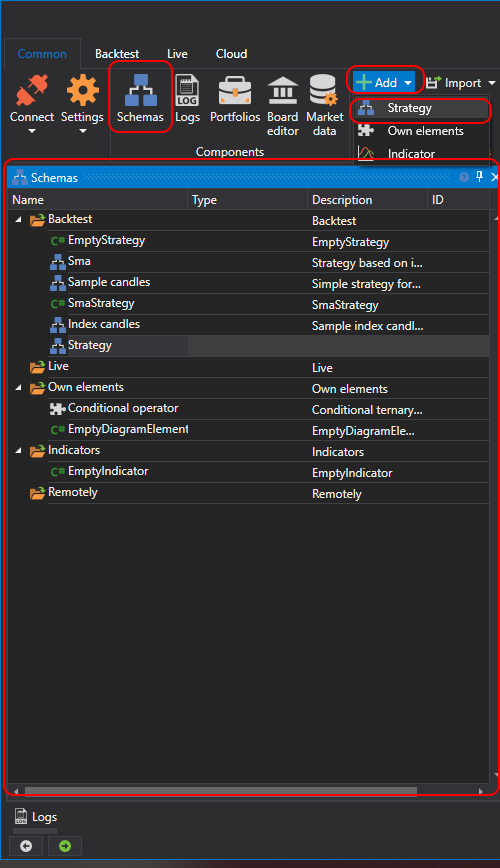 Common Backtest Live Cloud
Add Import
Connect Settings Schemas LOG Logs Portfolios Board editor Market data
Components
Strategy
Own elements
Indicator
Schemas
Name Type Description ID
Backtest Backtest
C# EmptyStrategy EmptyStrategy
Sma Strategy based on i...
Sample candles Simple strategy for...
C# SmaStrategy SmaStrategy
Index candles Sample index candl...
Strategy
Live Live
Own elements Own elements
Conditional operator Conditional ternary...
C# EmptyDiagramElement EmptyDiagramEle...
Indicators Indicators
C# EmptyIndicator EmptyIndicator
Remotely Remotely
LOG Logs